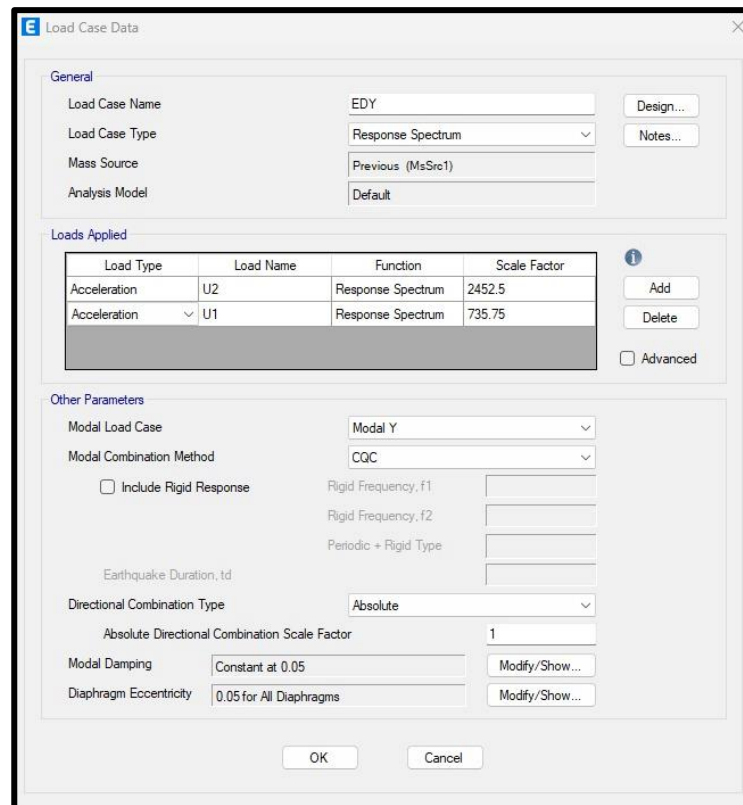 E Load Case Data
General
Load Case Name EDY Design...
Load Case Type Response Spectrum Notes...
Mass Source Previous (MsSrc1)
Analysis Model Default
Loads Applied
Load Type Load Name Function Scale Factor
Acceleration U2 Response Spectrum 2452.5 Add
Acceleration U1 Response Spectrum 735.75 Delete
Advanced
Other Parameters
Modal Load Case Modal Y
Modal Combination Method CQC
Include Rigid Response Rigid Frequency, f1
Rigid Frequency, f2
Periodic + Rigid Type
Earthquake Duration, td
Directional Combination Type Absolute
Absolute Directional Combination Scale Factor 1
Modal Damping Constant at 0.05 Modify/Show...
Diaphragm Eccentricity 0.05 for All Diaphragms Modify/Show...
OK Cancel